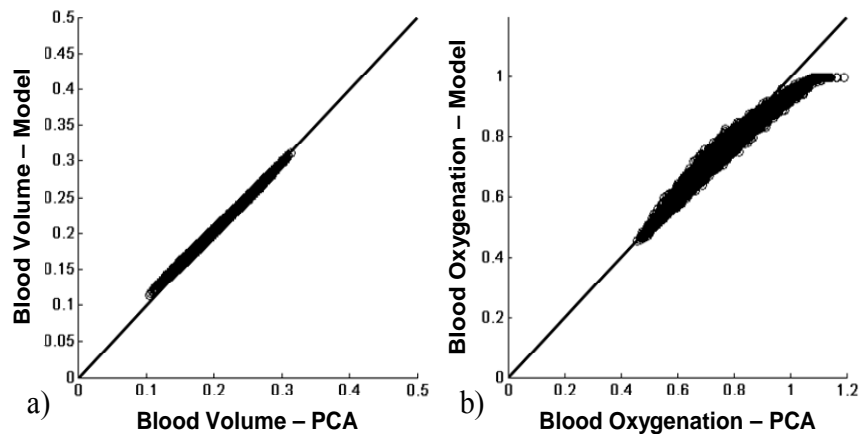 Blood Volume – Model
0.5
0.45
0.4
0.35
0.3
0.25
0.2
0.15
0.1
0.05
0
0 0.1 0.2 0.3 0.4 0.5
a)
Blood Volume – PCA
Blood Oxygenation – Model
1
0.8
0.6
0.4
0.2
0
0 0.2 0.4 0.6 0.8 1 1.2
b)
Blood Oxygenation – PCA